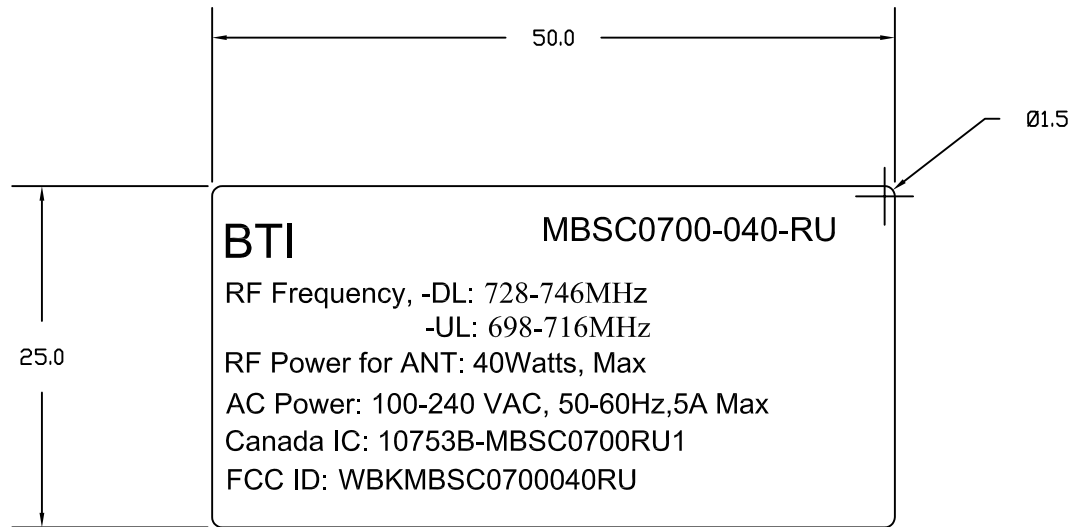 50.0
Ø1.5
BTI MBSC0700-040-RU
RF Frequency, -DL: 728-746MHz
-UL: 698-716MHz
25.0
RF Power for ANT: 40Watts, Max
AC Power: 100-240 VAC, 50-60Hz,5A Max
Canada IC: 10753B-MBSC0700RU1
FCC ID: WBKMBSC0700040RU